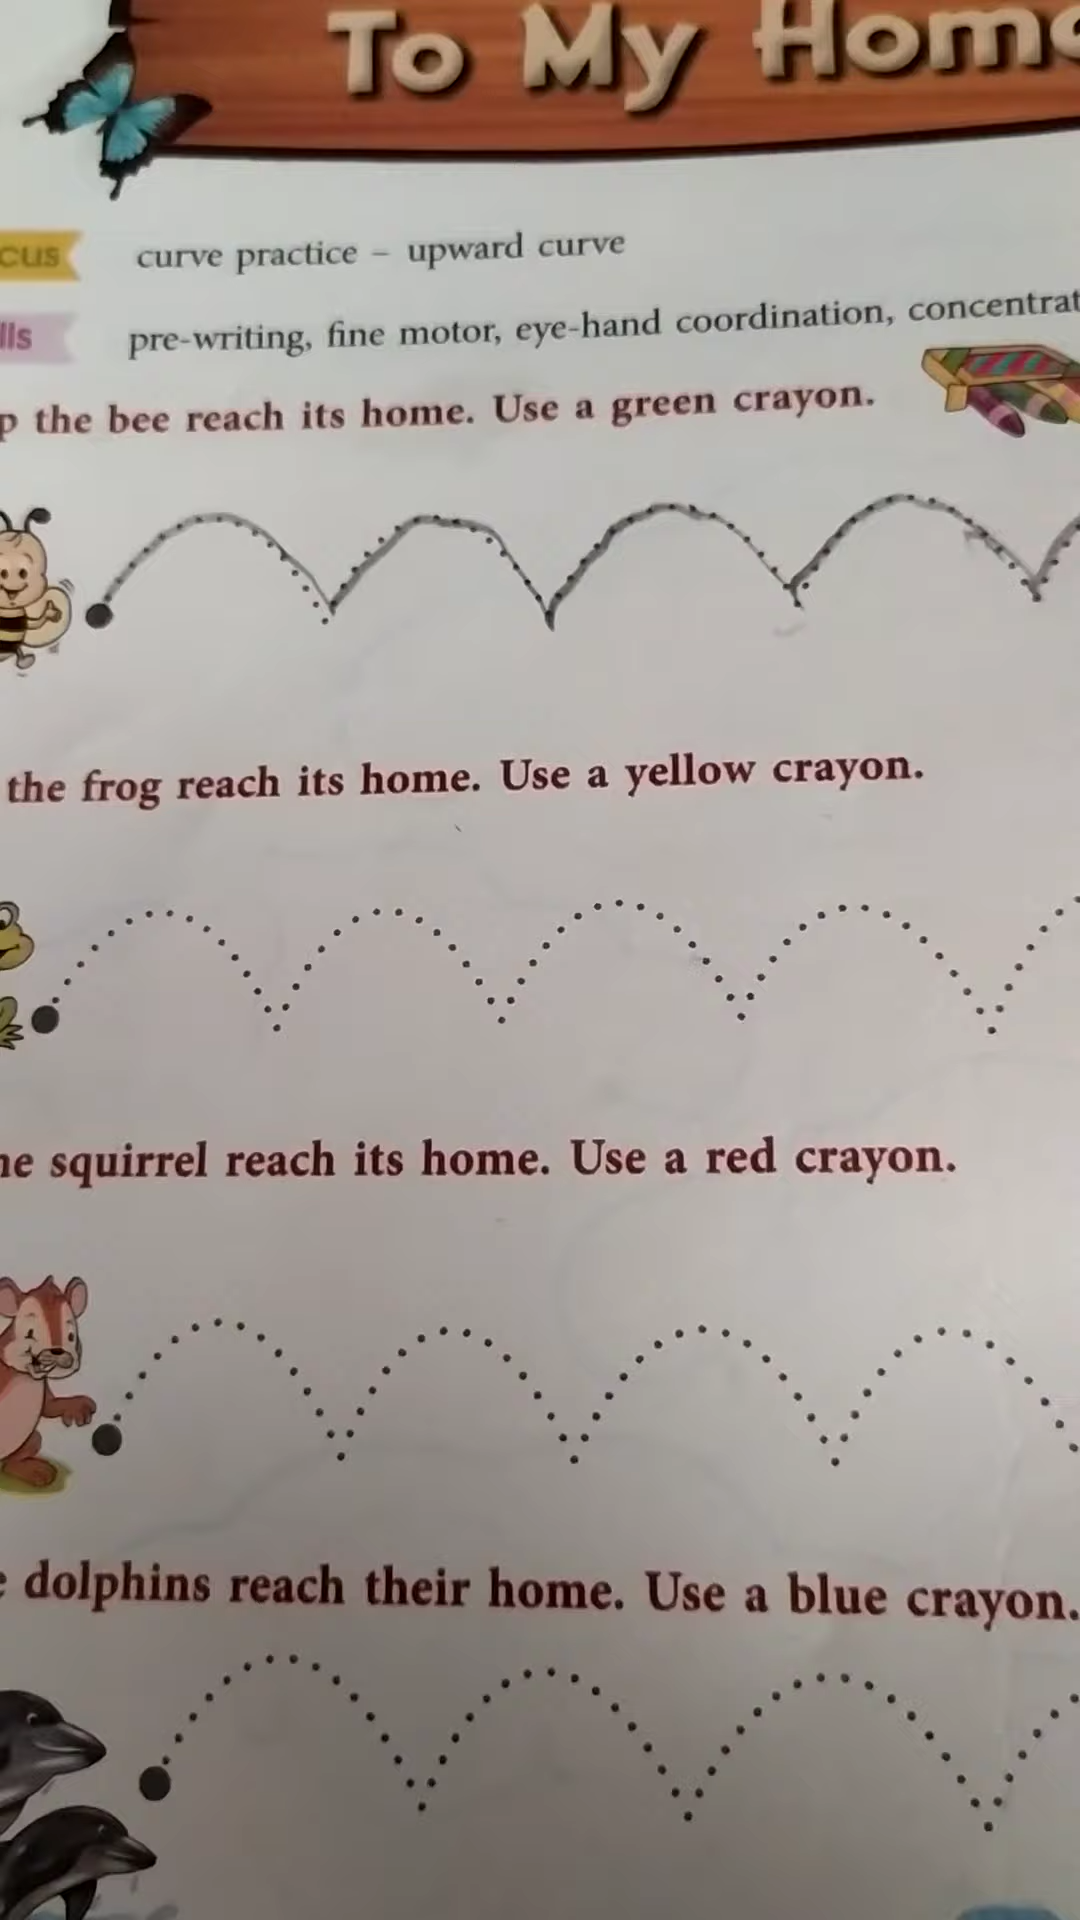 To My Home
cus
curve practice – upward curve
lls
pre-writing, fine motor, eye-hand coordination, concentrat
p the bee reach its home. Use a green crayon.
the frog reach its home. Use a yellow crayon.
he squirrel reach its home. Use a red crayon.
e dolphins reach their home. Use a blue crayon.